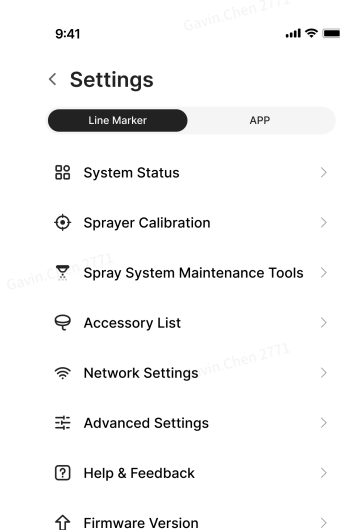 Gavin.Chen 2771
9:41
Settings
Line Marker
APP
System Status
Sprayer Calibration
Gavin.Chen 2771
Spray System Maintenance Tools
Accessory List
Gavin.Chen 2771
Network Settings
Advanced Settings
Help & Feedback
Firmware Version